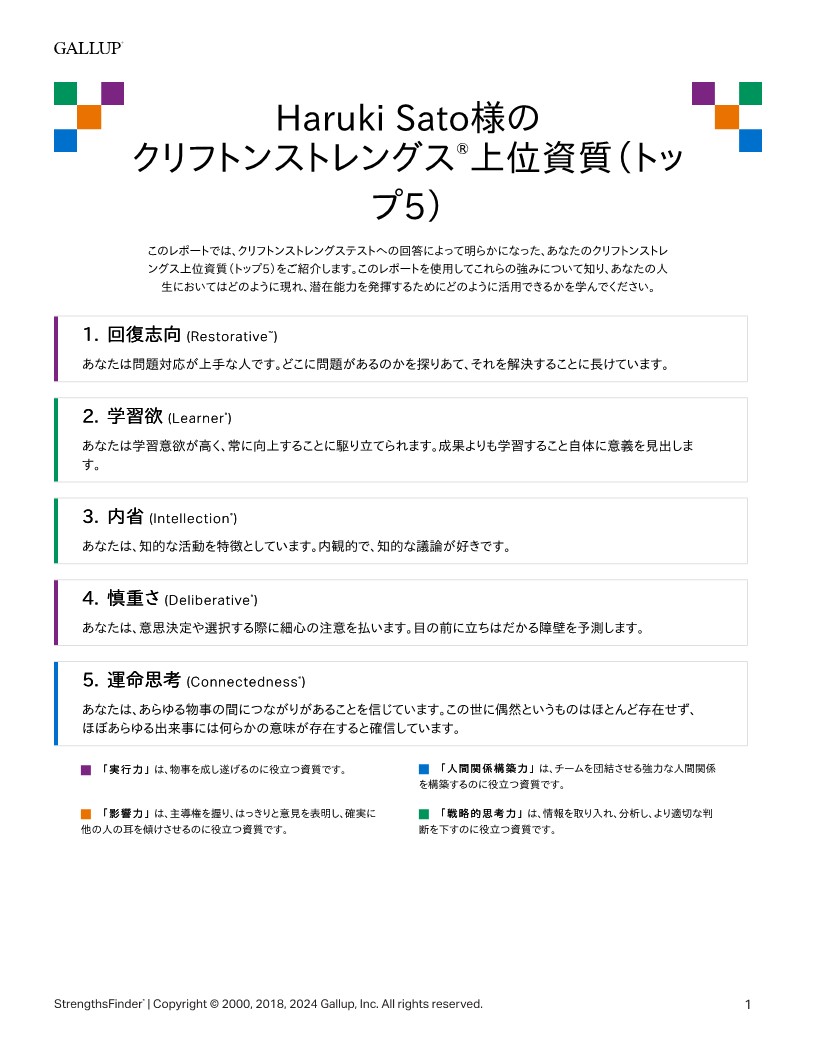 GALLUP®
Haruki Sato様の
クリフトンストレングス®上位資質（トッ
プ5）
このレポートでは、クリフトンストレングステストへの回答によって明らかになった、あなたのクリフトンストレ
ングス上位資質（トップ5）をご紹介します。このレポートを使用してこれらの強みについて知り、あなたの人
生においてはどのように現れ、潜在能力を発揮するためにどのように活用できるかを学んでください。
1. 回復志向 (Restorative™)
あなたは問題対応が上手な人です。どこに問題があるのかを探りあて、それを解決することに長けています。
2. 学習欲 (Learner®)
あなたは学習意欲が高く、常に向上することに駆り立てられます。成果よりも学習すること自体に意義を見出しま
す。
3. 内省 (Intellection®)
あなたは、知的な活動を特徴としています。内観的で、知的な議論が好きです。
4. 慎重さ (Deliberative®)
あなたは、意思決定や選択する際に細心の注意を払います。目の前に立ちはだかる障壁を予測します。
5. 運命思考 (Connectedness®)
あなたは、あらゆる物事の間につながりがあることを信じています。この世に偶然というものはほとんど存在せず、
ほぼあらゆる出来事には何らかの意味が存在すると確信しています。
「実行力」は、物事を成し遂げるのに役立つ資質です。
「人間関係構築力」は、チームを団結させる強力な人間関係
を構築するのに役立つ資質です。
「影響力」は、主導権を握り、はっきりと意見を表明し、確実に
他の人の耳を傾けさせるのに役立つ資質です。
「戦略的思考力」は、情報を取り入れ、分析し、より適切な判
断を下すのに役立つ資質です。
StrengthsFinder® | Copyright © 2000, 2018, 2024 Gallup, Inc. All rights reserved.
1